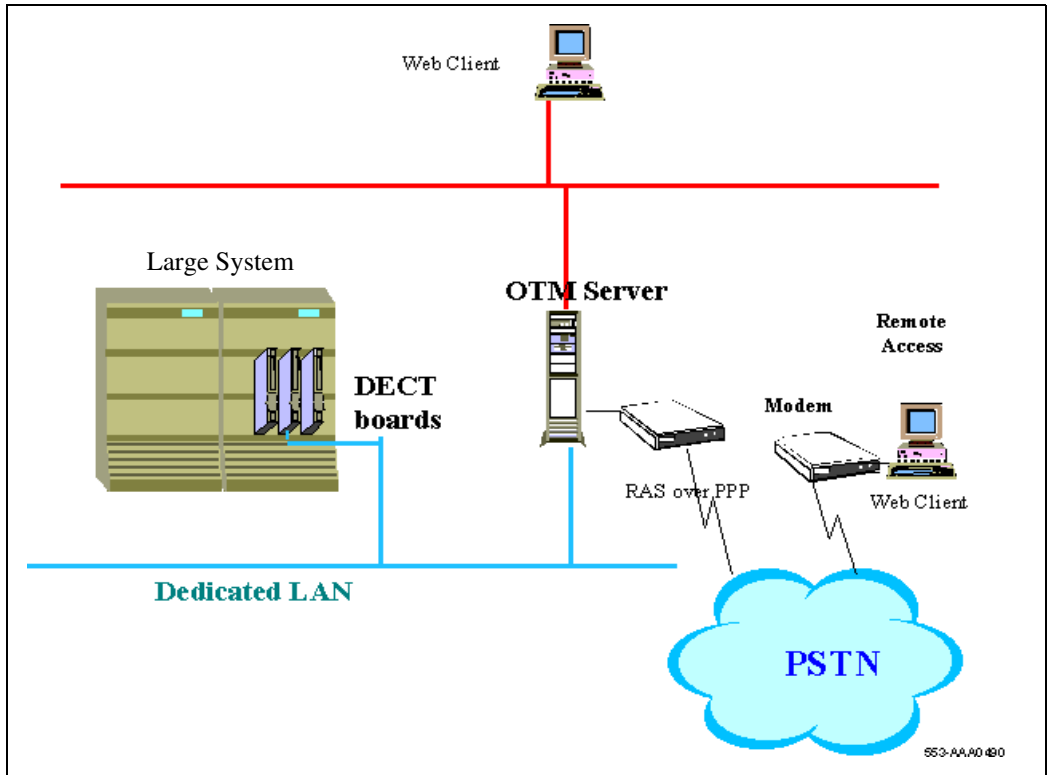 Web Client
Large System
OTM Server
Remote
Access
DECT
boards
Modem
RAS over PPP
Web Client
Dedicated LAN
PSTN
553-AAA0490